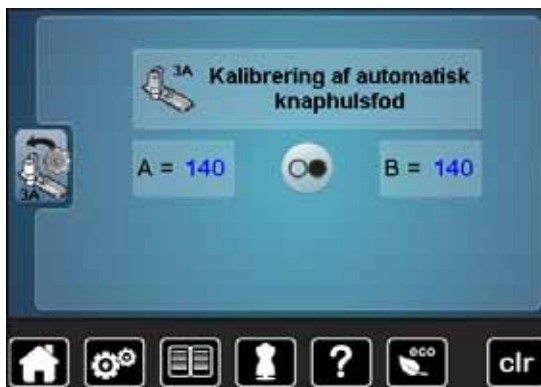 3A Kalibrering af automatisk
knaphulsfod
A = 140 B = 140
3A
? eco clr